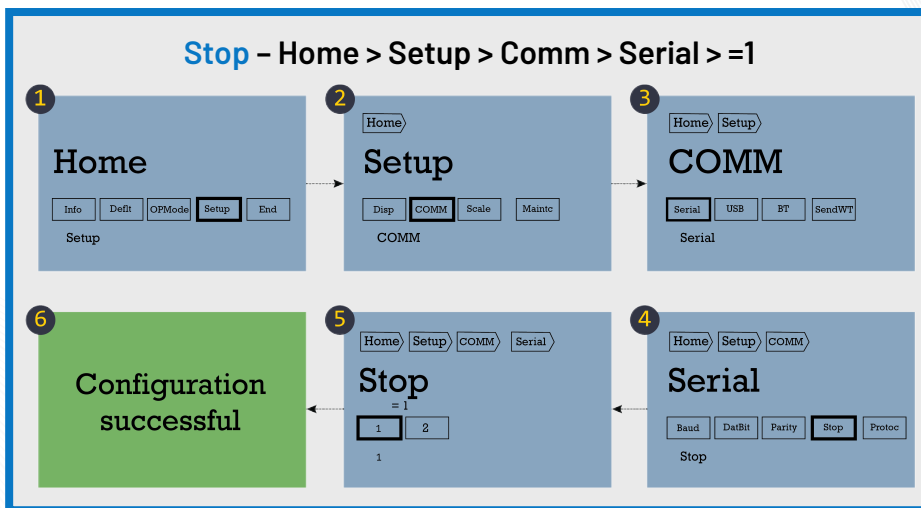 Stop – Home > Setup > Comm > Serial > =1
1
Home
Info Deflt OPMode Setup End
Setup
2
Home
Setup
Disp COMM Scale Maintc
COMM
3
Home Setup
COMM
Serial USB BT SendWT
Serial
6
Configuration
successful
5
Home Setup COMM Serial
Stop
= 1
1 2
1
4
Home Setup COMM
Serial
Baud DatBit Parity Stop Protoc
Stop